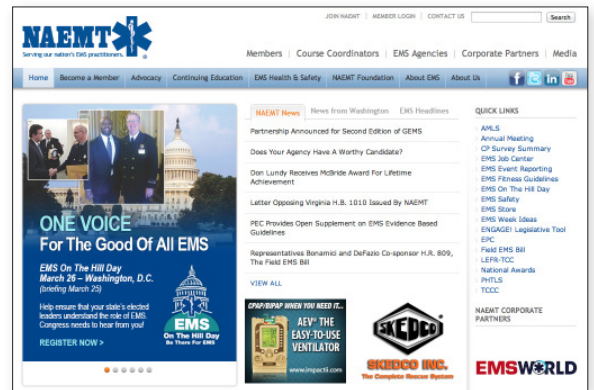 JOIN NAEMT | MEMBER LOGIN | CONTACT US
Search
NAEMT
Serving our nation's EMS practitioners.
Members | Course Coordinators | EMS Agencies | Corporate Partners | Media
Home
Become a Member
Advocacy
Continuing Education
EMS Health & Safety
NAEMT Foundation
About EMS
About Us
ONE VOICE
For The Good Of All EMS
EMS On The Hill Day
March 26 – Washington, D.C.
(briefing March 25)
Help ensure that your state's elected
leaders understand the role of EMS.
Congress needs to hear from you!
REGISTER NOW >
EMS
On The Hill Day
Be There For EMS
NAEMT News
News from Washington
EMS Headlines
Partnership Announced for Second Edition of GEMS
Does Your Agency Have A Worthy Candidate?
Don Lundy Receives McBride Award For Lifetime
Achievement
Letter Opposing Virginia H.B. 1010 Issued By NAEMT
PEC Provides Open Supplement on EMS Evidence Based
Guidelines
Representatives Bonamici and DeFazio Co-sponsor H.R. 809,
The Field EMS Bill
VIEW ALL
CPAP/BIPAP WHEN YOU NEED IT...
AEV® THE
EASY-TO-USE
VENTILATOR
www.impactii.com
SKEDCO
SKEDCO INC.
The Complete Rescue System
QUICK LINKS
AMLS
Annual Meeting
CP Survey Summary
EMS Job Center
EMS Event Reporting
EMS Fitness Guidelines
EMS On The Hill Day
EMS Safety
EMS Store
EMS Week Ideas
ENGAGE! Legislative Tool
EPC
Field EMS Bill
LEFR-TCC
National Awards
PHTLS
TCCC
NAEMT CORPORATE
PARTNERS
EMSWORLD